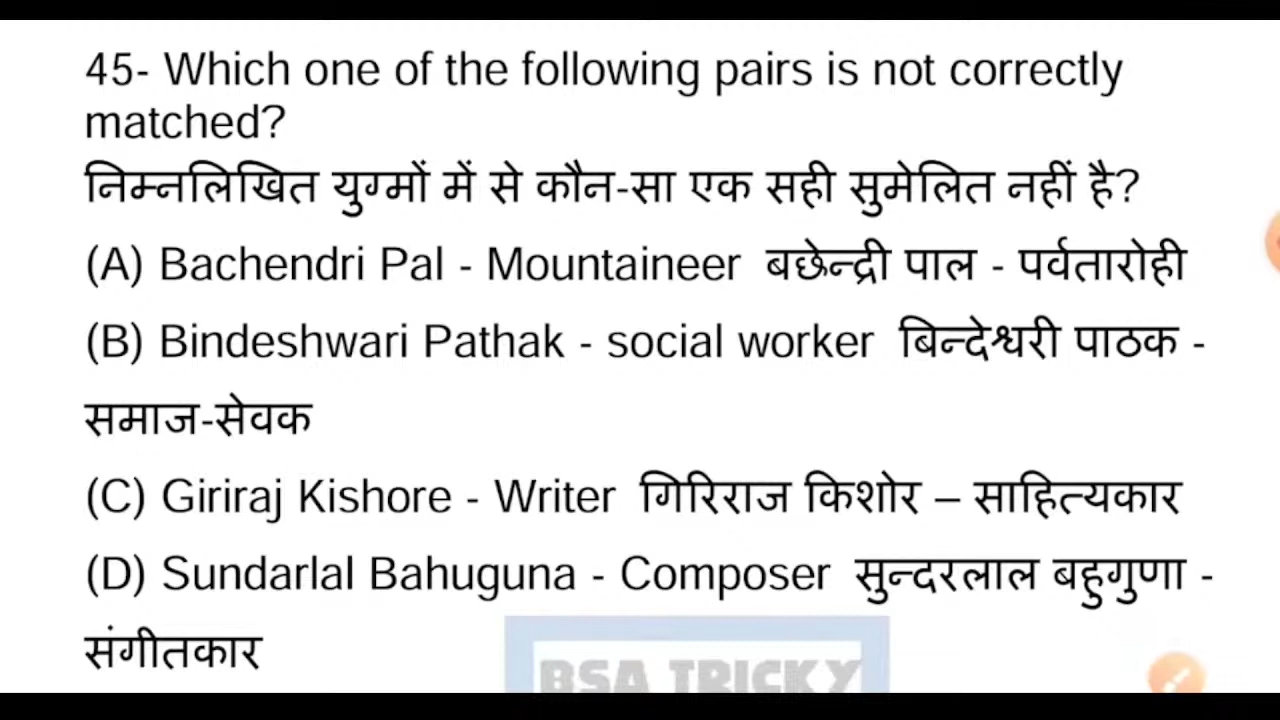 45- Which one of the following pairs is not correctly
matched?
निम्नलिखित युग्मों में से कौन-सा एक सही सुमेलित नहीं है?
(A) Bachendri Pal - Mountaineer बछेन्द्री पाल - पर्वतारोही
(B) Bindeshwari Pathak - social worker बिन्देश्वरी पाठक -
समाज-सेवक
(C) Giriraj Kishore - Writer गिरिराज किशोर – साहित्यकार
(D) Sundarlal Bahuguna - Composer सुन्दरलाल बहुगुणा -
संगीतकार
BSA TRICKY